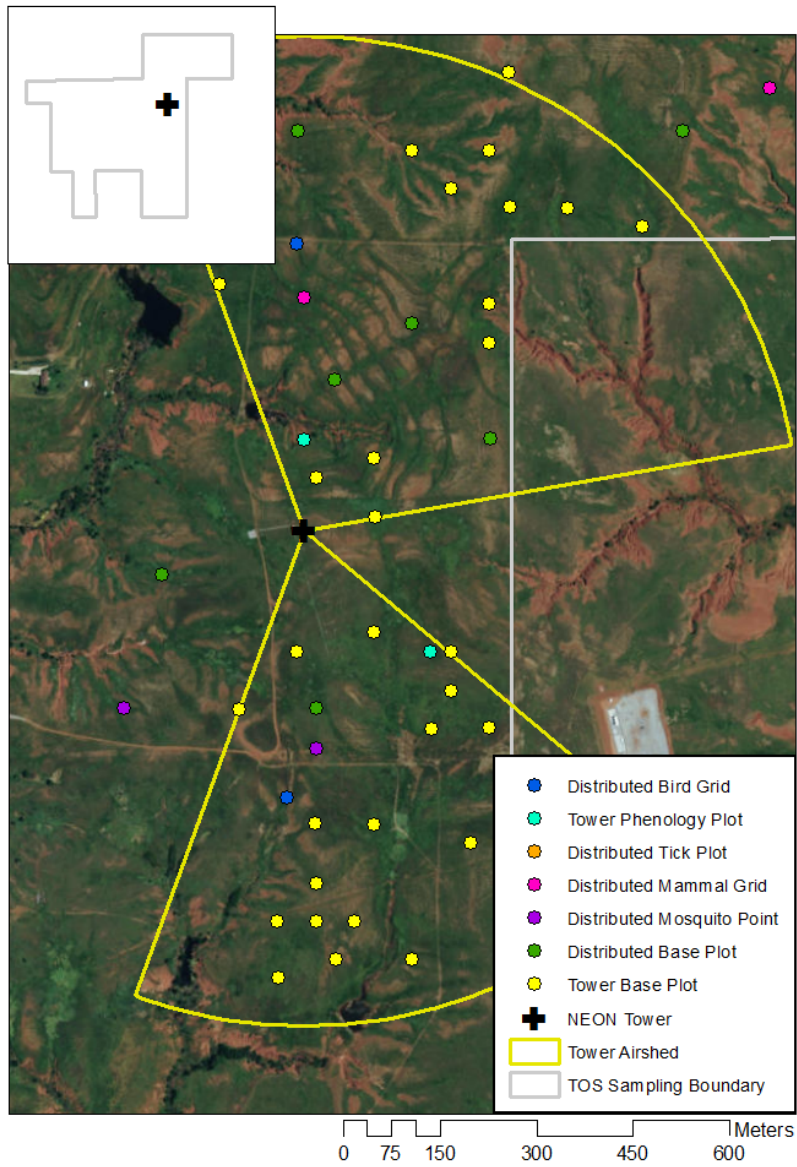 Distributed Bird Grid
Tower Phenology Plot
Distributed Tick Plot
Distributed Mammal Grid
Distributed Mosquito Point
Distributed Base Plot
Tower Base Plot
NEON Tower
Tower Airshed
TOS Sampling Boundary
Meters
0 75 150 300 450 600